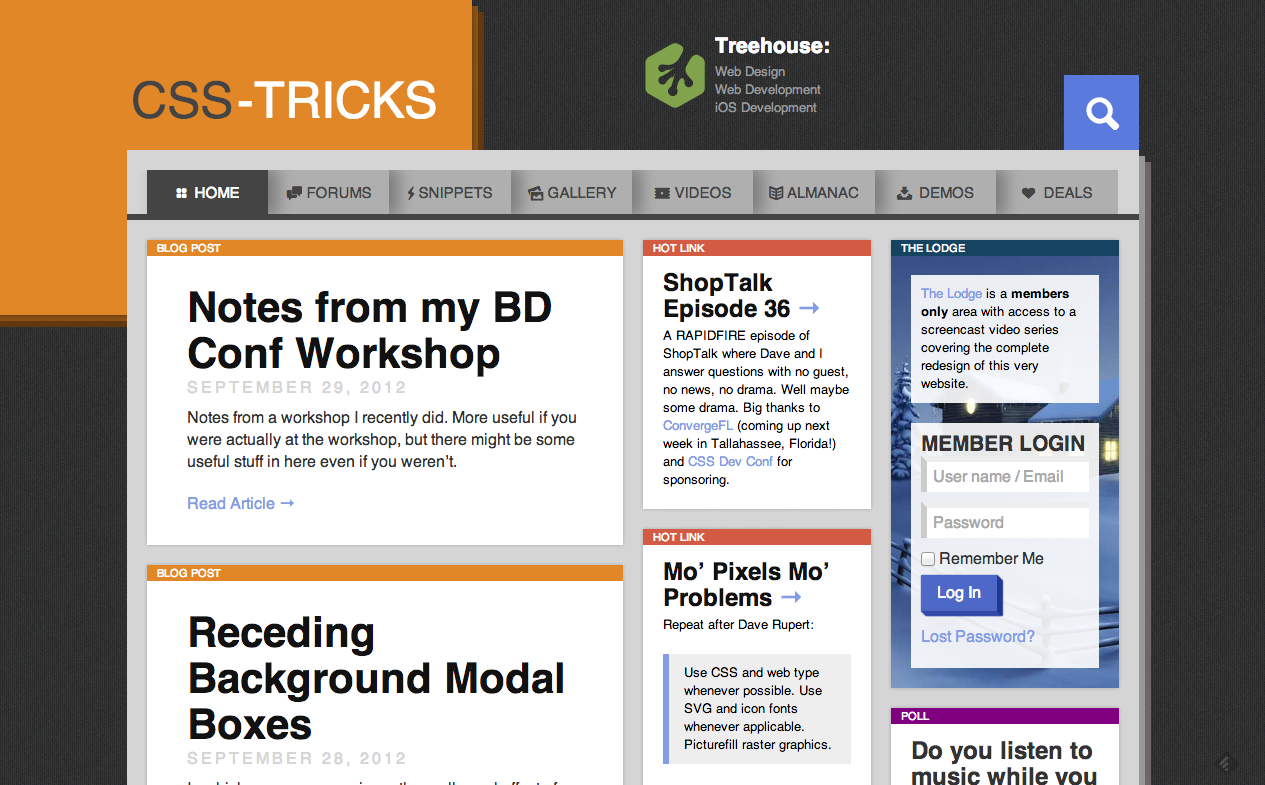 CSS-TRICKS
Treehouse:
Web Design
Web Development
iOS Development
HOME
FORUMS
SNIPPETS
GALLERY
VIDEOS
ALMANAC
DEMOS
DEALS
BLOG POST
Notes from my BD
Conf Workshop
SEPTEMBER 29, 2012
Notes from a workshop I recently did. More useful if you
were actually at the workshop, but there might be some
useful stuff in here even if you weren’t.
Read Article →
BLOG POST
Receding
Background Modal
Boxes
SEPTEMBER 28, 2012
HOT LINK
ShopTalk
Episode 36 →
A RAPIDFIRE episode of
ShopTalk where Dave and I
answer questions with no guest,
no news, no drama. Well maybe
some drama. Big thanks to
ConvergeFL (coming up next
week in Tallahassee, Florida!)
and CSS Dev Conf for
sponsoring.
HOT LINK
Mo’ Pixels Mo’
Problems →
Repeat after Dave Rupert:
Use CSS and web type
whenever possible. Use
SVG and icon fonts
whenever applicable.
Picturefill raster graphics.
THE LODGE
The Lodge is a members
only area with access to a
screencast video series
covering the complete
redesign of this very
website.
MEMBER LOGIN
User name / Email
Password
Remember Me
Log In
Lost Password?
POLL
Do you listen to
music while you